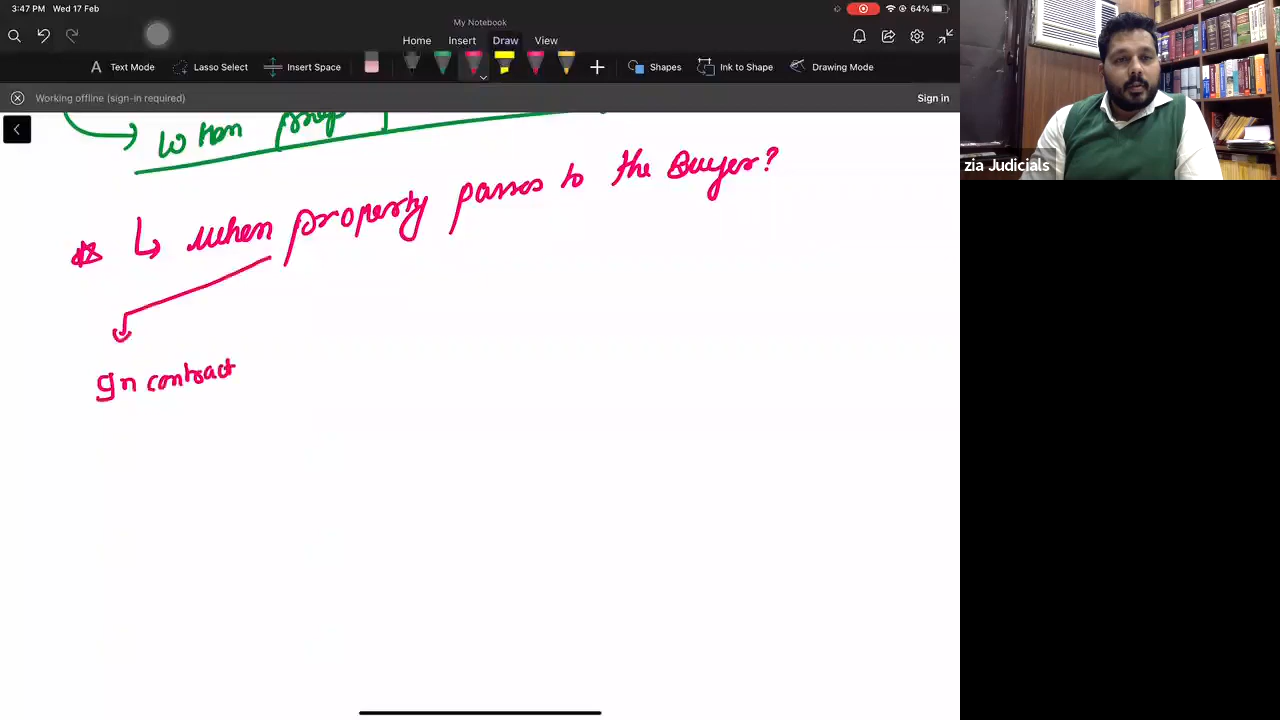 3:47 PM Wed 17 Feb
64%
My Notebook
Home Insert Draw View
Text Mode Lasso Select Insert Space Shapes Ink to Shape Drawing Mode
Working offline (sign-in required) Sign in
zia Judicials
When prop
When property passes to the Buyer?
In contract